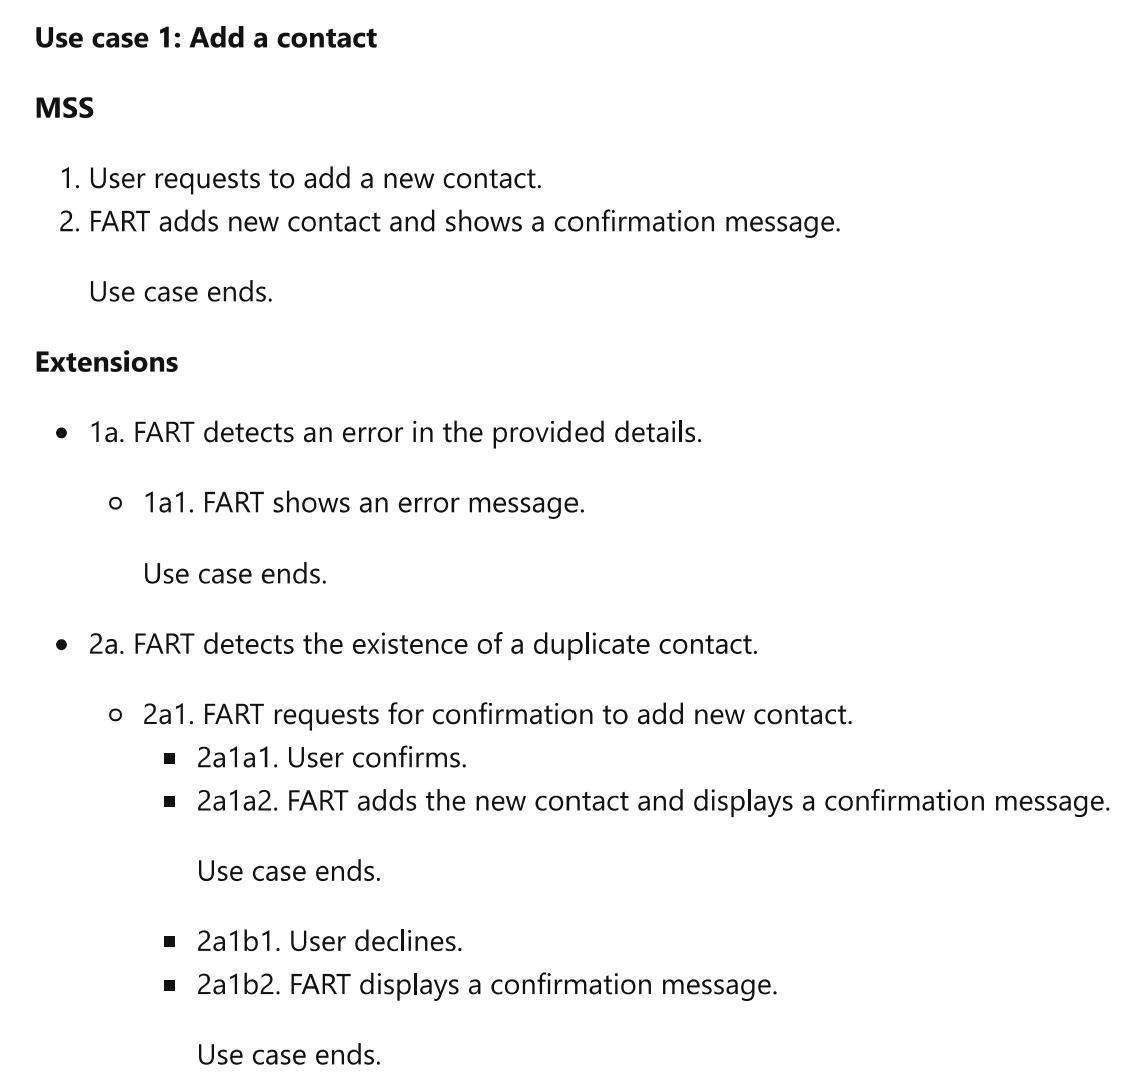 Use case 1: Add a contact
MSS
1. User requests to add a new contact.
2. FART adds new contact and shows a confirmation message.
Use case ends.
Extensions
• 1a. FART detects an error in the provided details.
○ 1a1. FART shows an error message.
Use case ends.
• 2a. FART detects the existence of a duplicate contact.
○ 2a1. FART requests for confirmation to add new contact.
▪ 2a1a1. User confirms.
▪ 2a1a2. FART adds the new contact and displays a confirmation message.
Use case ends.
▪ 2a1b1. User declines.
▪ 2a1b2. FART displays a confirmation message.
Use case ends.